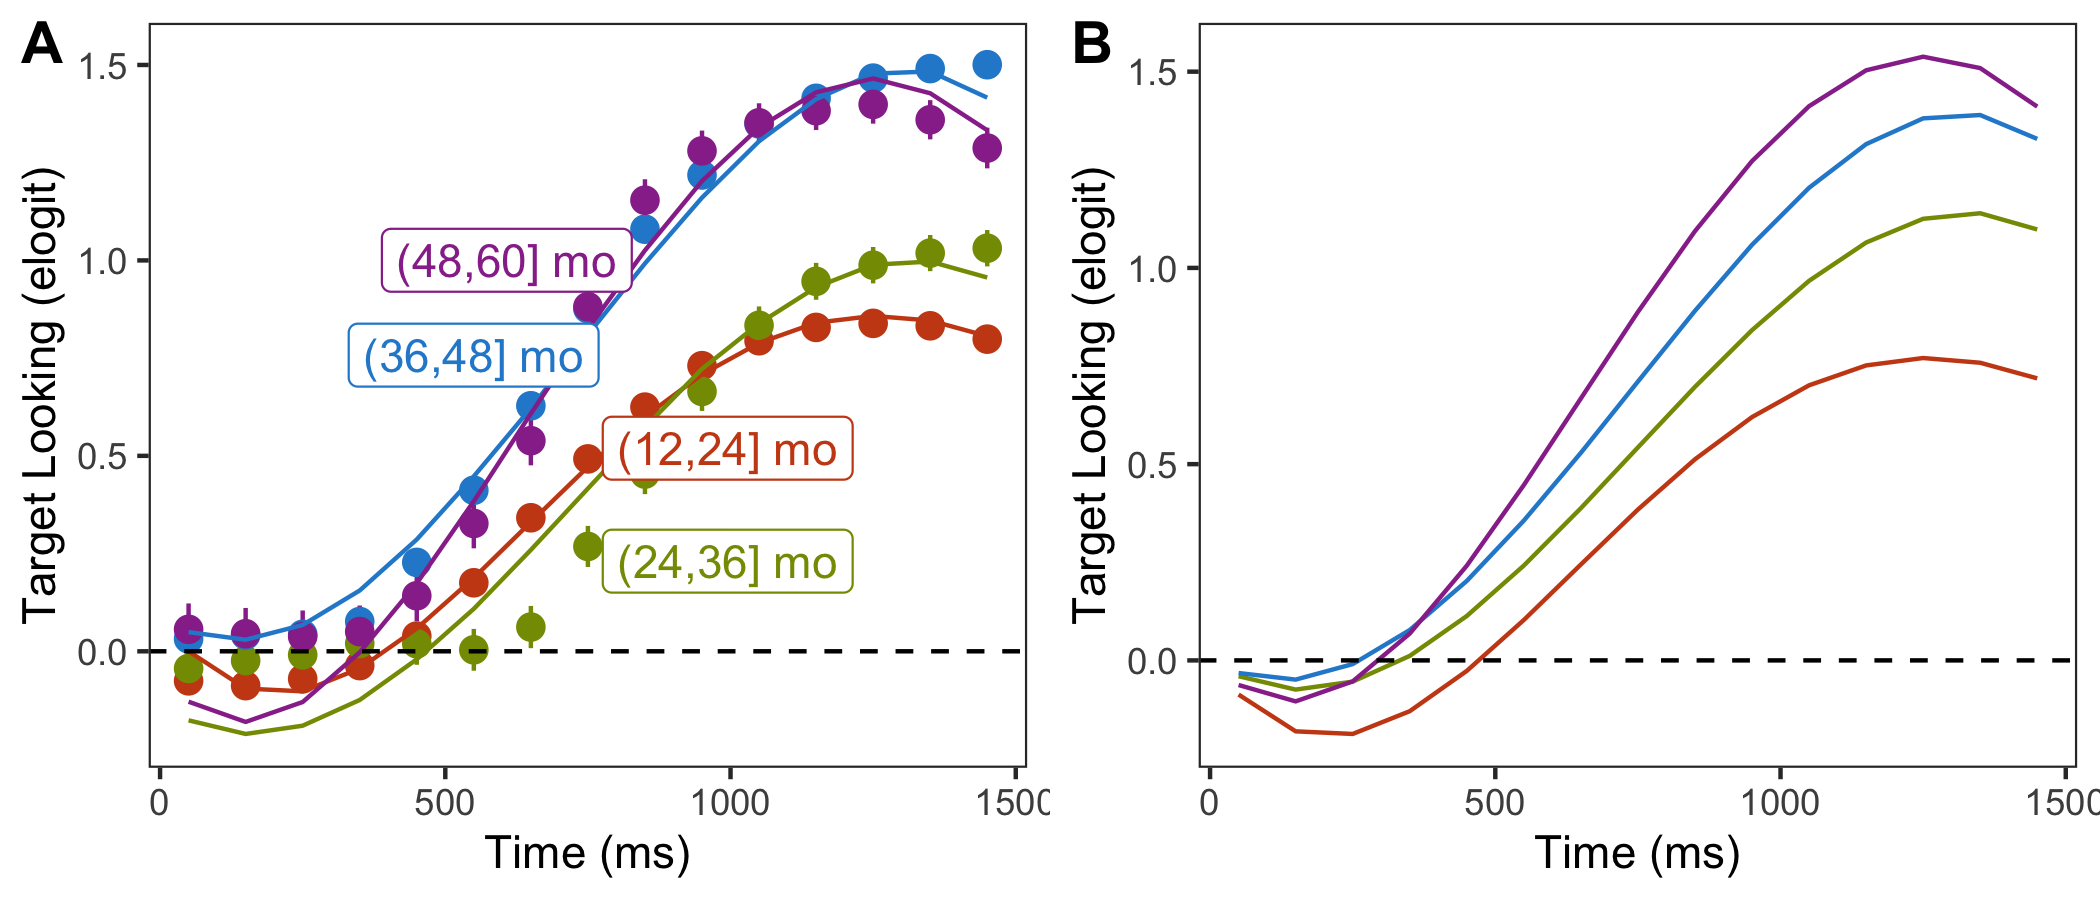 A
B
Target Looking (elogit)
1.5
1.0
0.5
0.0
(48,60] mo
(36,48] mo
(12,24] mo
(24,36] mo
0 500 1000 1500
Time (ms)
Target Looking (elogit)
1.5
1.0
0.5
0.0
0 500 1000 1500
Time (ms)